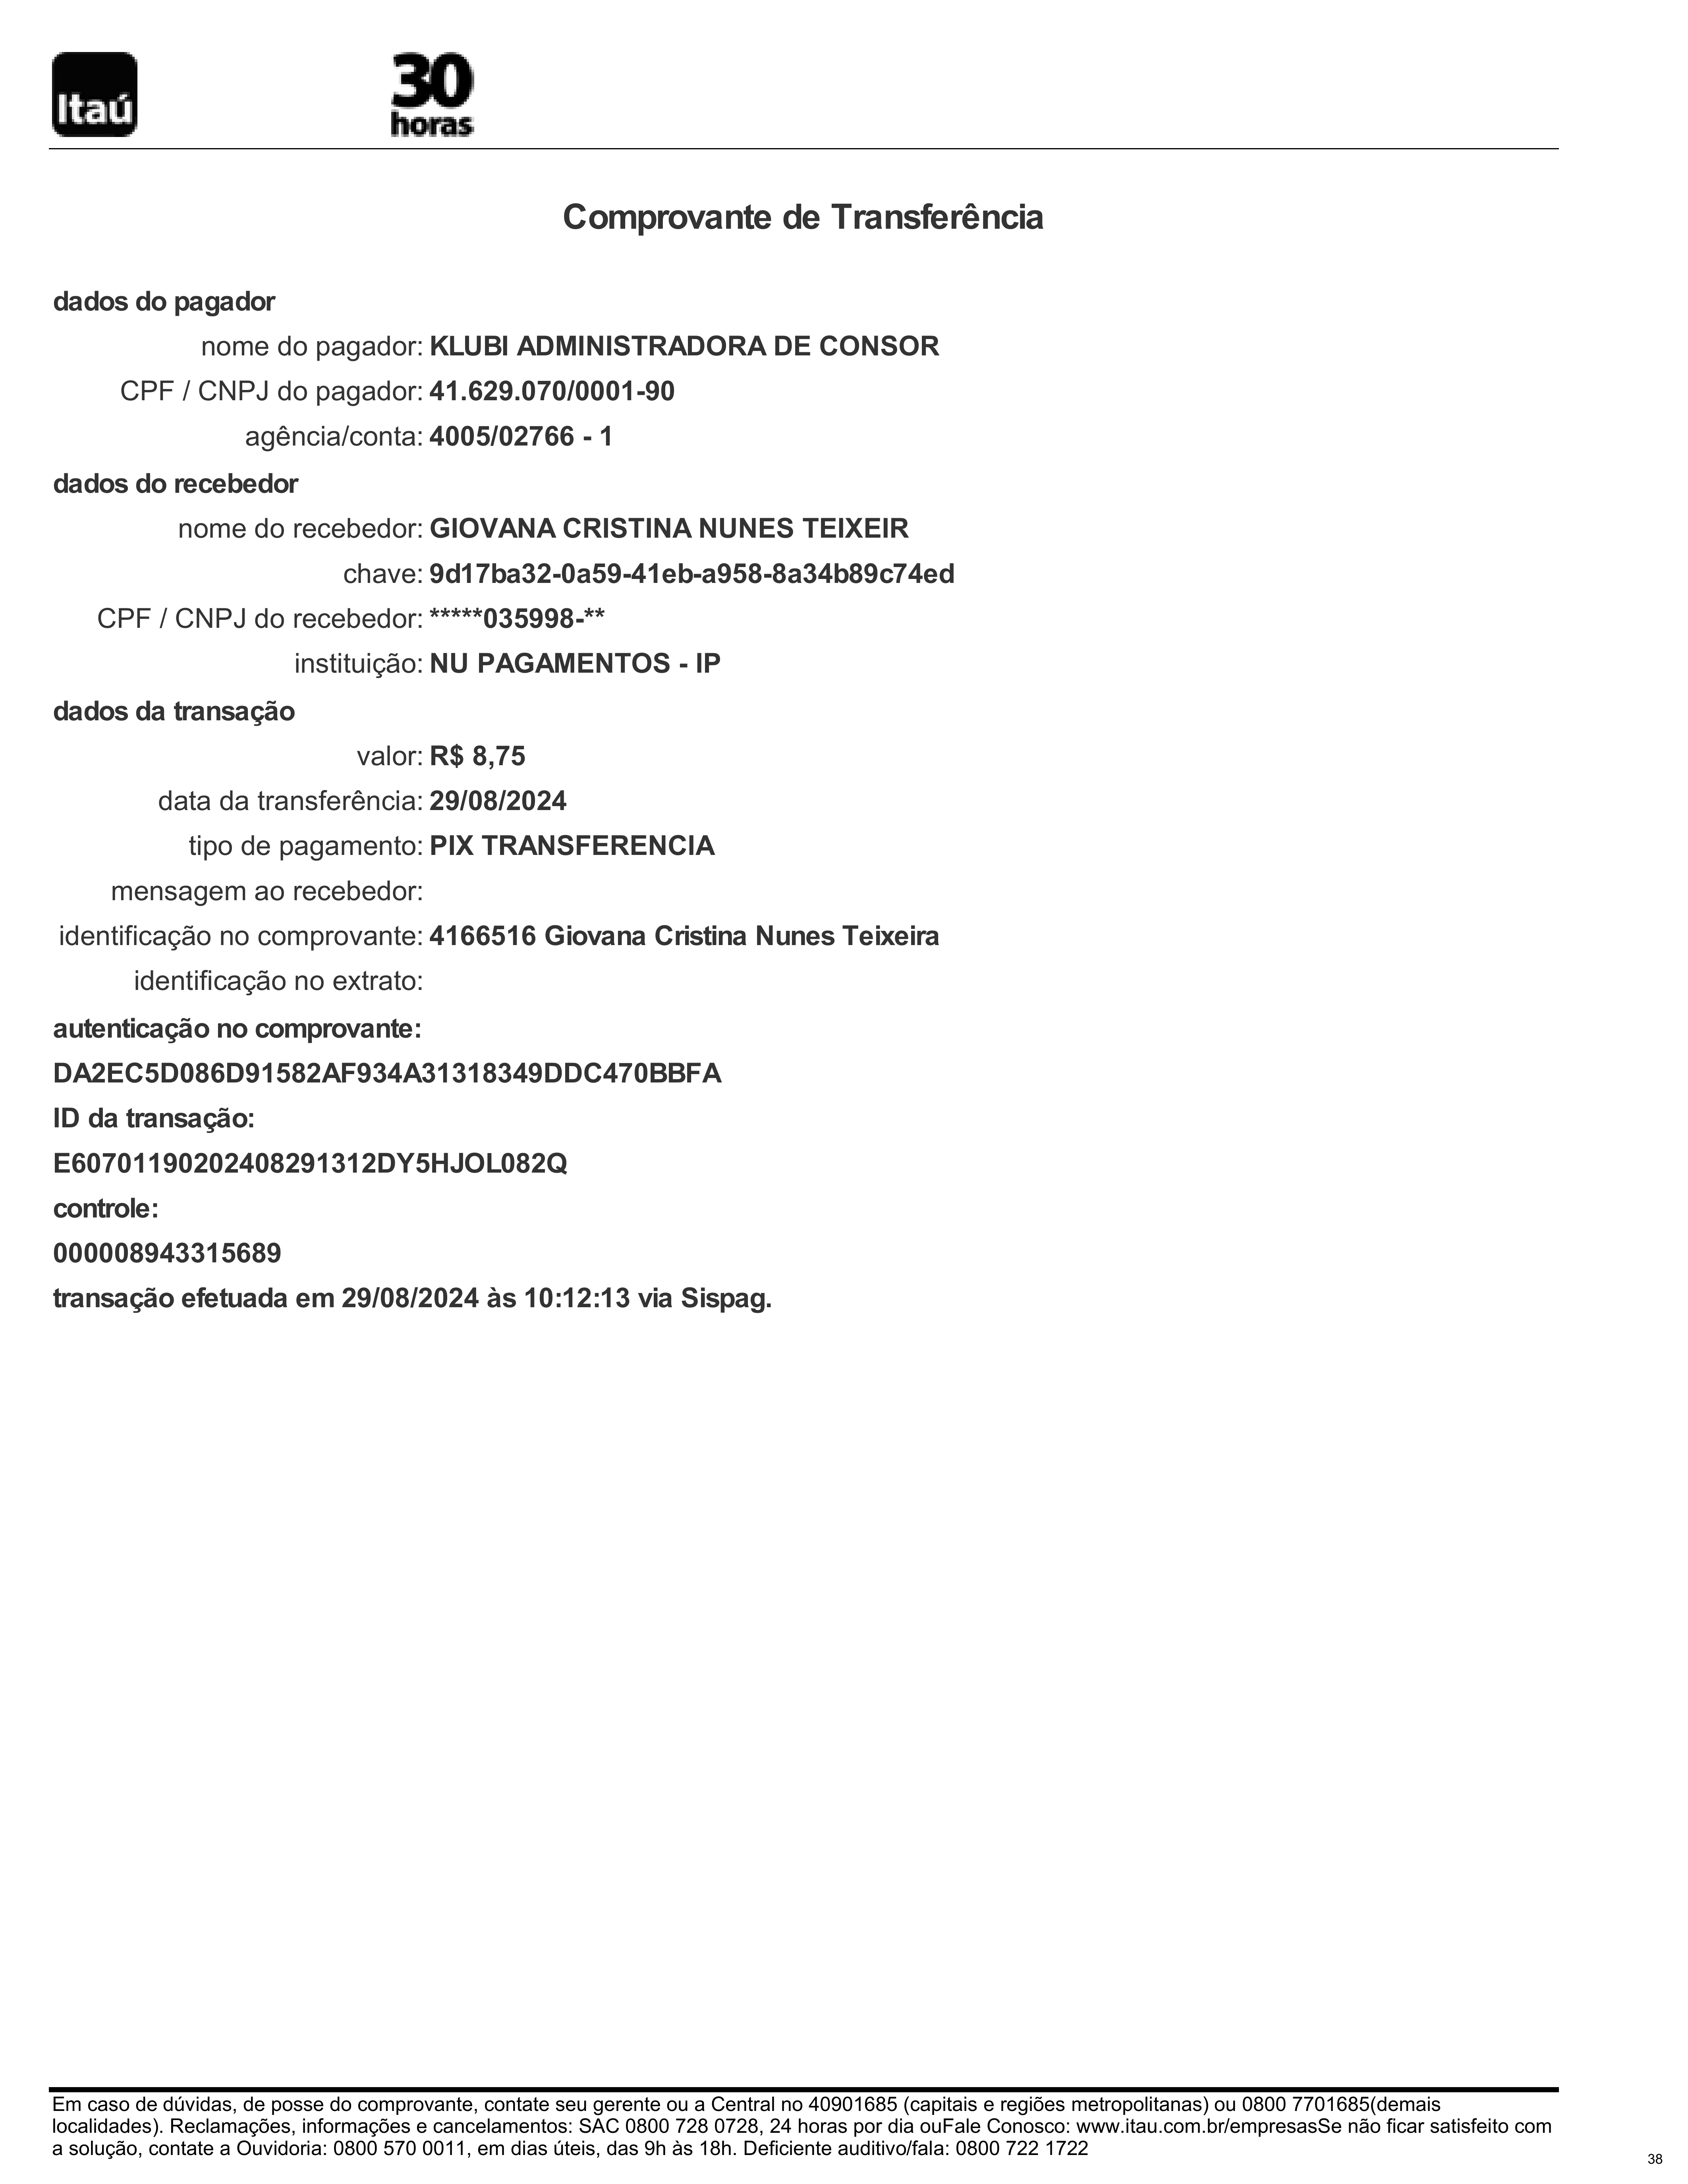 Itaú
30
horas
Comprovante de Transferência
dados do pagador
nome do pagador: KLUBI ADMINISTRADORA DE CONSOR
CPF / CNPJ do pagador: 41.629.070/0001-90
agência/conta: 4005/02766 - 1
dados do recebedor
nome do recebedor: GIOVANA CRISTINA NUNES TEIXEIR
chave: 9d17ba32-0a59-41eb-a958-8a34b89c74ed
CPF / CNPJ do recebedor: *****035998-**
instituição: NU PAGAMENTOS - IP
dados da transação
valor: R$ 8,75
data da transferência: 29/08/2024
tipo de pagamento: PIX TRANSFERENCIA
mensagem ao recebedor:
identificação no comprovante: 4166516 Giovana Cristina Nunes Teixeira
identificação no extrato:
autenticação no comprovante:
DA2EC5D086D91582AF934A31318349DDC470BBFA
ID da transação:
E60701190202408291312DY5HJOL082Q
controle:
000008943315689
transação efetuada em 29/08/2024 às 10:12:13 via Sispag.
Em caso de dúvidas, de posse do comprovante, contate seu gerente ou a Central no 40901685 (capitais e regiões metropolitanas) ou 0800 7701685(demais
localidades). Reclamações, informações e cancelamentos: SAC 0800 728 0728, 24 horas por dia ouFale Conosco: www.itau.com.br/empresasSe não ficar satisfeito com
a solução, contate a Ouvidoria: 0800 570 0011, em dias úteis, das 9h às 18h. Deficiente auditivo/fala: 0800 722 1722
38